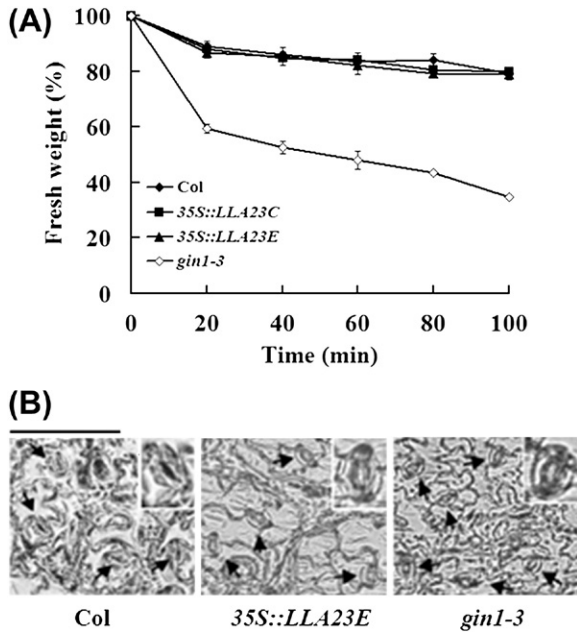 (A)
Fresh weight (%)
100
80
60
40
20
0
Col
35S::LLA23C
35S::LLA23E
gin1-3
0 20 40 60 80 100
Time (min)
(B)
Col 35S::LLA23E gin1-3